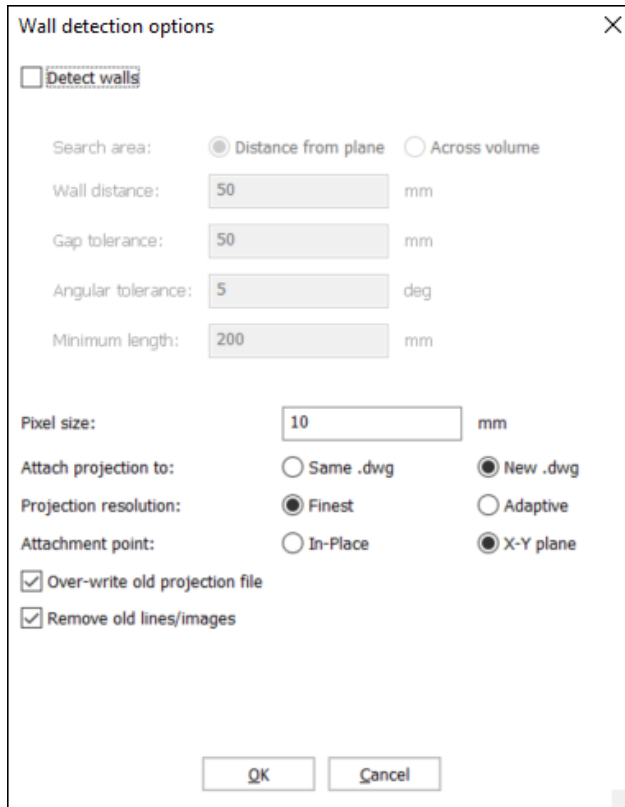 Wall detection options
Detect walls
Search area: Distance from plane Across volume
Wall distance: 50 mm
Gap tolerance: 50 mm
Angular tolerance: 5 deg
Minimum length: 200 mm
Pixel size: 10 mm
Attach projection to: Same .dwg New .dwg
Projection resolution: Finest Adaptive
Attachment point: In-Place X-Y plane
Over-write old projection file
Remove old lines/images
OK Cancel